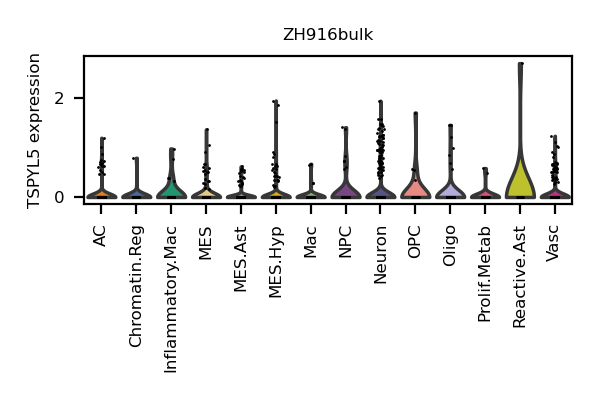 ZH916bulk
TSPYL5 expression
2
0
AC
Chromatin.Reg
Inflammatory.Mac
MES
MES.Ast
MES.Hyp
Mac
NPC
Neuron
OPC
Oligo
Prolif.Metab
Reactive.Ast
Vasc